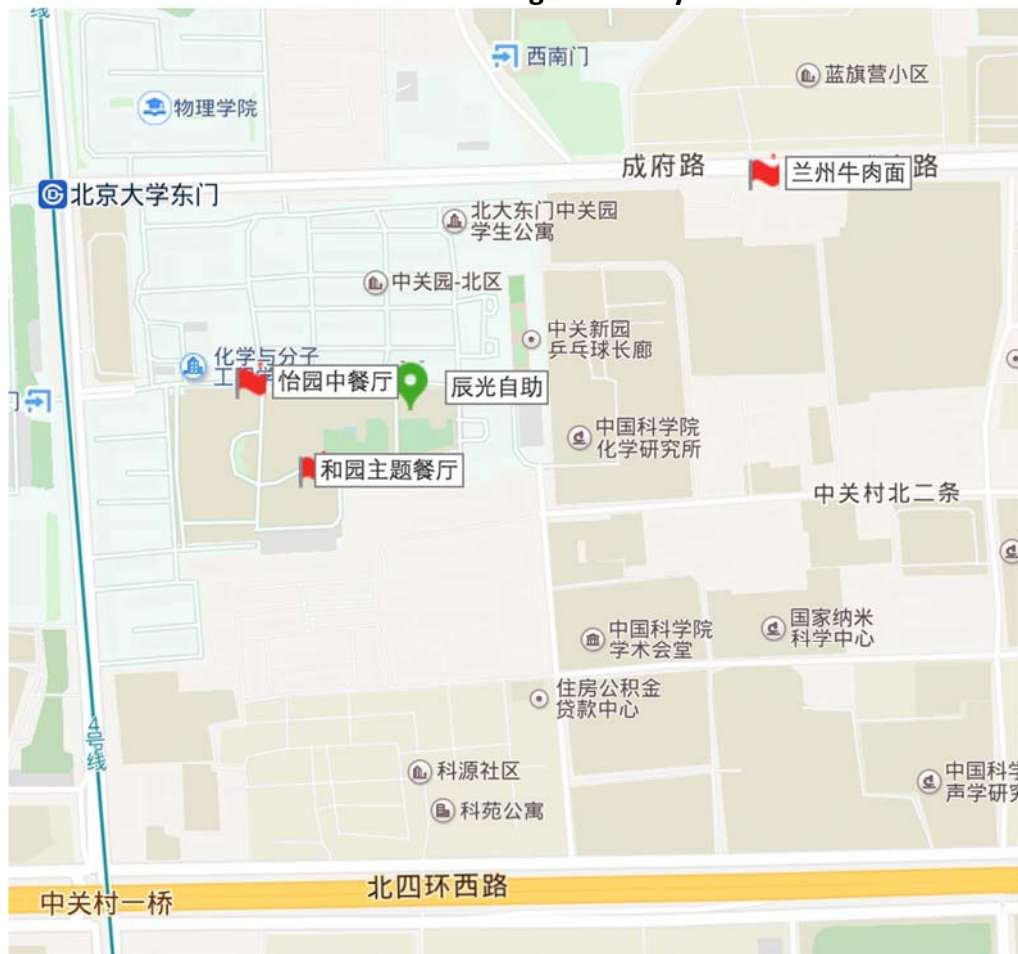 线
西南门
蓝旗营小区
物理学院
成府路
兰州牛肉面
路
北京大学东门
北大东门中关园
学生公寓
中关园-北区
中关新园
乒乓球长廊
化学与分子
怡园中餐厅
辰光自助
门
中国科学院
化学研究所
和园主题餐厅
中关村北二条
中国科学院
学术会堂
国家纳米
科学中心
住房公积金
贷款中心
4号线
科源社区
中国科学
声学研究
科苑公寓
北四环西路
中关村一桥